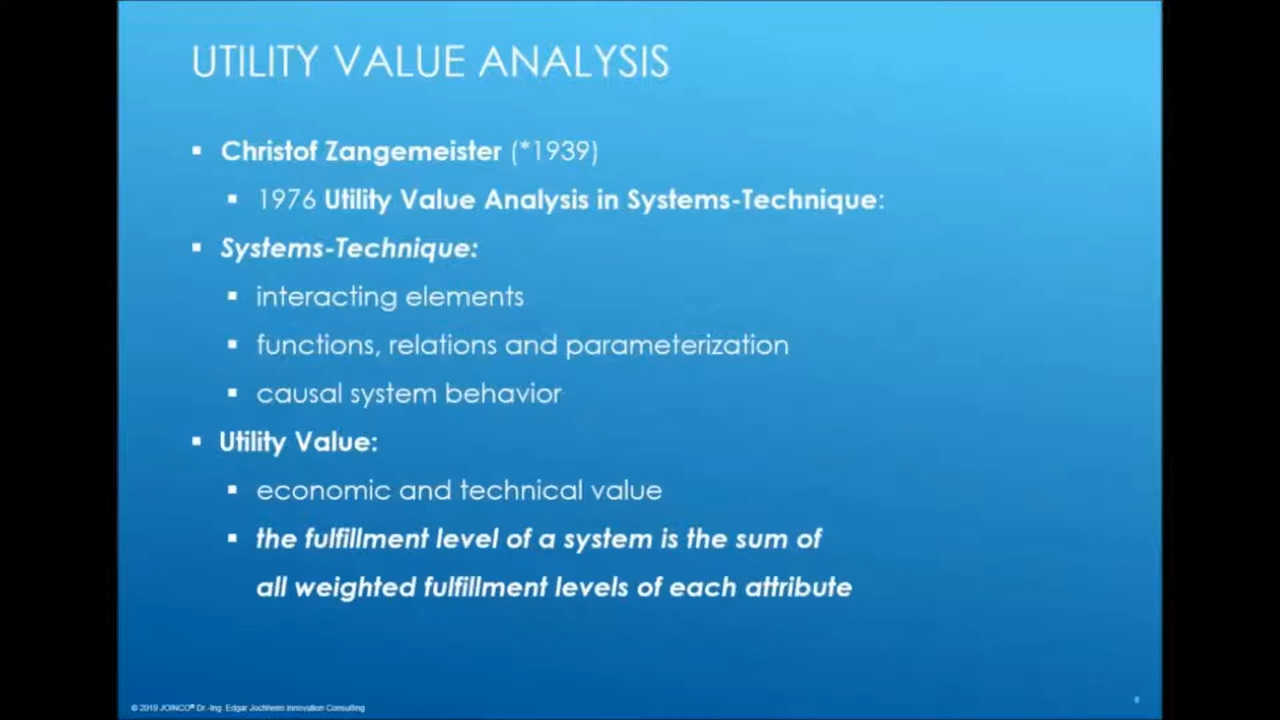 UTILITY VALUE ANALYSIS
▪ Christof Zangemeister (*1939)
▪ 1976 Utility Value Analysis in Systems-Technique:
▪ Systems-Technique:
▪ interacting elements
▪ functions, relations and parameterization
▪ causal system behavior
▪ Utility Value:
▪ economic and technical value
▪ the fulfillment level of a system is the sum of
all weighted fulfillment levels of each attribute
© 2019 JOINCO® Dr.-Ing. Edgar Jochheim Innovation Consulting